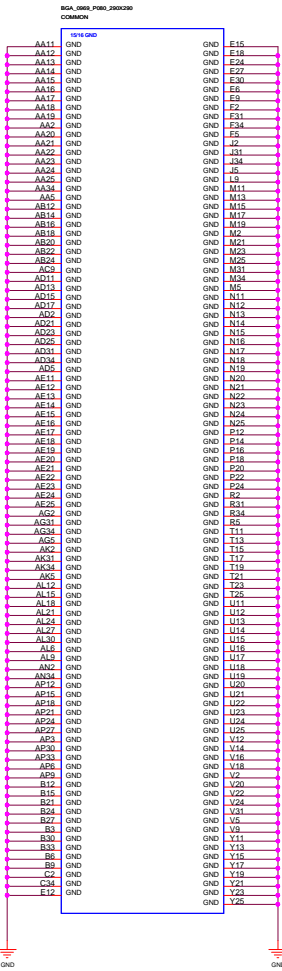 BGA_0969_P080_290X290
COMMON
15/16 GND
AA11 GND GND E15
AA12 GND GND E18
AA13 GND GND E24
AA14 GND GND E27
AA15 GND GND E30
AA16 GND GND E6
AA17 GND GND E9
AA18 GND GND F2
AA19 GND GND F31
AA2 GND GND F34
AA20 GND GND F5
AA21 GND GND J2
AA22 GND GND J31
AA23 GND GND J34
AA24 GND GND J5
AA25 GND GND L9
AA34 GND GND M11
AA5 GND GND M13
AB12 GND GND M15
AB14 GND GND M17
AB16 GND GND M19
AB18 GND GND M2
AB20 GND GND M21
AB22 GND GND M23
AB24 GND GND M25
AC9 GND GND M31
AD11 GND GND M34
AD13 GND GND M5
AD15 GND GND N11
AD17 GND GND N12
AD2 GND GND N13
AD21 GND GND N14
AD23 GND GND N15
AD25 GND GND N16
AD31 GND GND N17
AD34 GND GND N18
AD5 GND GND N19
AE11 GND GND N20
AE12 GND GND N21
AE13 GND GND N22
AE14 GND GND N23
AE15 GND GND N24
AE16 GND GND N25
AE17 GND GND P12
AE18 GND GND P14
AE19 GND GND P16
AE20 GND GND P18
AE21 GND GND P20
AE22 GND GND P22
AE23 GND GND P24
AE24 GND GND R2
AE25 GND GND R31
AG2 GND GND R34
AG31 GND GND R5
AG34 GND GND T11
AG5 GND GND T13
AK2 GND GND T15
AK31 GND GND T17
AK34 GND GND T19
AK5 GND GND T21
AL12 GND GND T23
AL15 GND GND T25
AL18 GND GND U11
AL21 GND GND U12
AL24 GND GND U13
AL27 GND GND U14
AL30 GND GND U15
AL6 GND GND U16
AL9 GND GND U17
AN2 GND GND U18
AN34 GND GND U19
AP12 GND GND U20
AP15 GND GND U21
AP18 GND GND U22
AP21 GND GND U23
AP24 GND GND U24
AP27 GND GND U25
AP3 GND GND V12
AP30 GND GND V14
AP33 GND GND V16
AP6 GND GND V18
AP9 GND GND V2
B12 GND GND V20
B15 GND GND V22
B21 GND GND V24
B24 GND GND V31
B27 GND GND V5
B3 GND GND V9
B30 GND GND Y11
B33 GND GND Y13
B6 GND GND Y15
B9 GND GND Y17
C2 GND GND Y19
C34 GND GND Y21
E12 GND GND Y23
GND Y25
GND GND